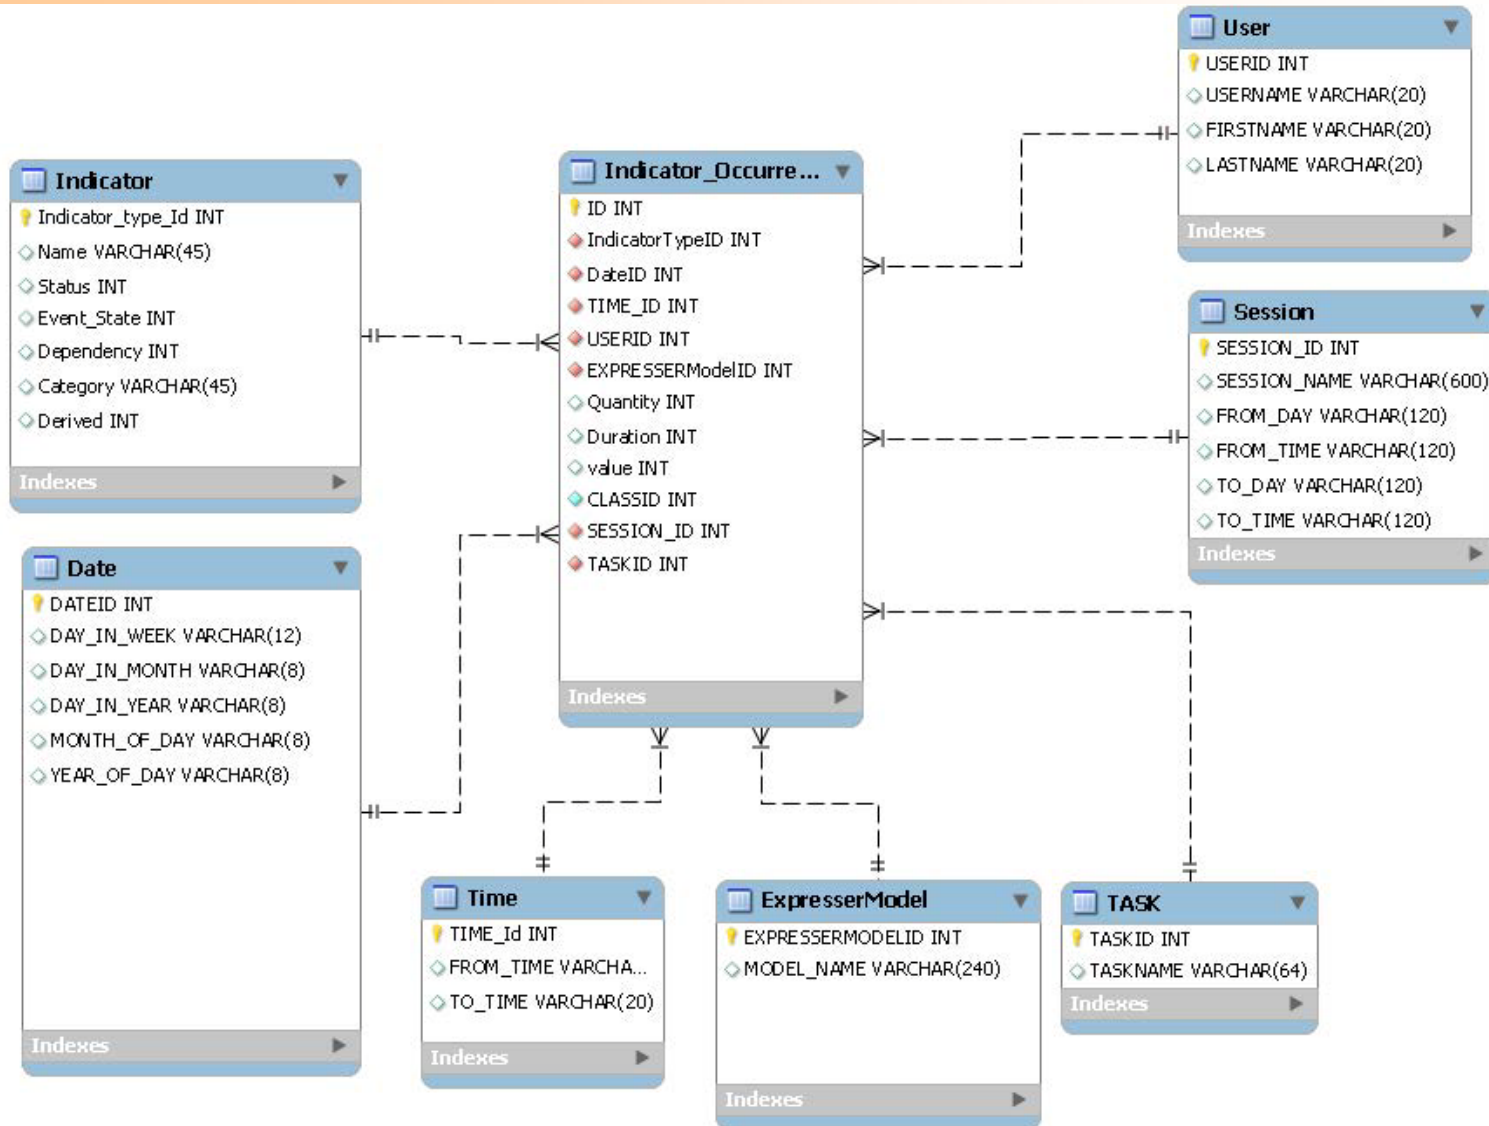 User
USERID INT
USERNAME VARCHAR(20)
FIRSTNAME VARCHAR(20)
LASTNAME VARCHAR(20)
Indexes
Indicator
Indicator_type_Id INT
Name VARCHAR(45)
Status INT
Event_State INT
Dependency INT
Category VARCHAR(45)
Derived INT
Indexes
Indicator_Occurre...
ID INT
IndicatorTypeID INT
DateID INT
TIME_ID INT
USERID INT
EXPRESSERModelID INT
Quantity INT
Duration INT
value INT
CLASSID INT
SESSION_ID INT
TASKID INT
Indexes
Session
SESSION_ID INT
SESSION_NAME VARCHAR(600)
FROM_DAY VARCHAR(120)
FROM_TIME VARCHAR(120)
TO_DAY VARCHAR(120)
TO_TIME VARCHAR(120)
Indexes
Date
DATEID INT
DAY_IN_WEEK VARCHAR(12)
DAY_IN_MONTH VARCHAR(8)
DAY_IN_YEAR VARCHAR(8)
MONTH_OF_DAY VARCHAR(8)
YEAR_OF_DAY VARCHAR(8)
Indexes
Time
TIME_Id INT
FROM_TIME VARCHA...
TO_TIME VARCHAR(20)
Indexes
ExpresserModel
EXPRESSERMODELID INT
MODEL_NAME VARCHAR(240)
Indexes
TASK
TASKID INT
TASKNAME VARCHAR(64)
Indexes